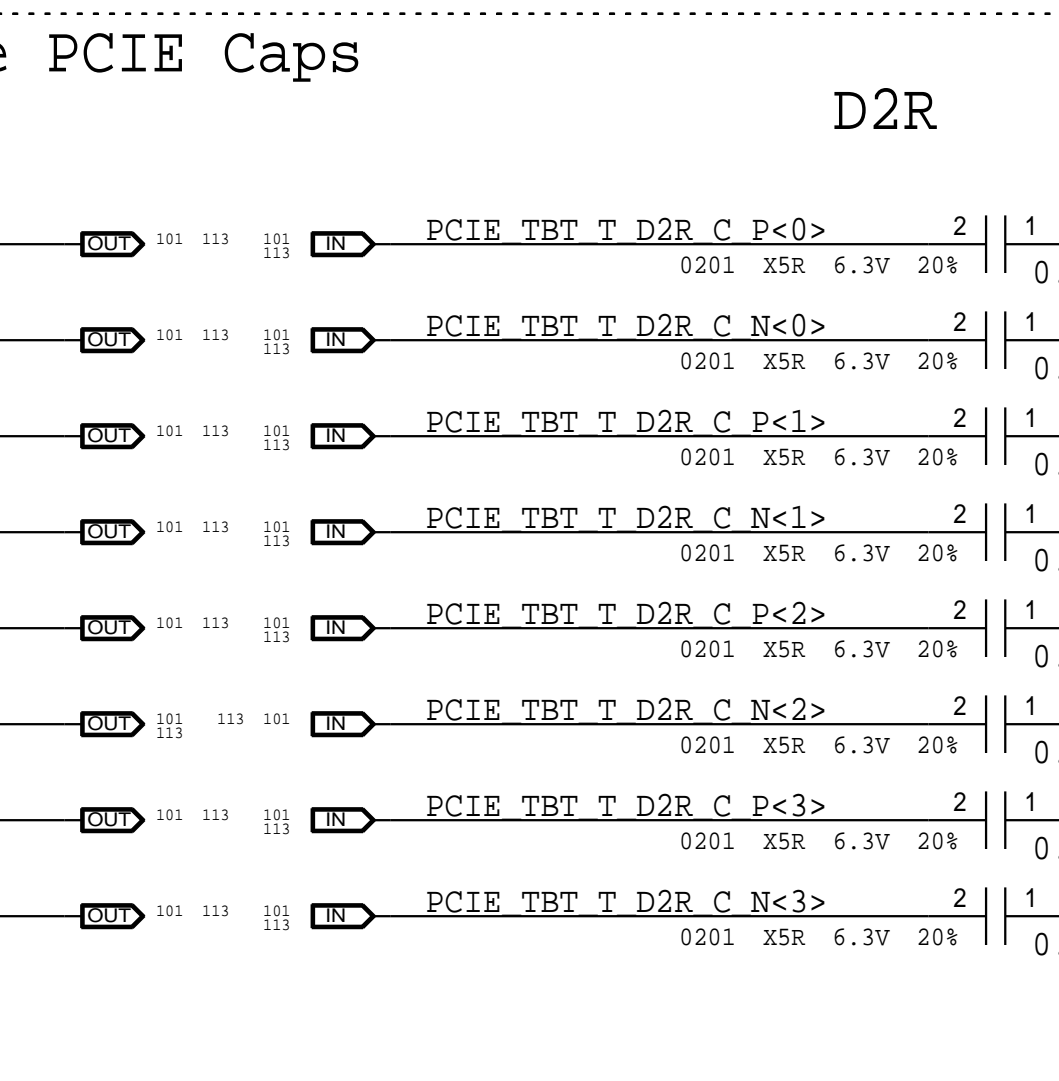 PCIE Caps
D2R
OUT 101 113 101 113 IN PCIE_TBT_T_D2R_C_P<0> 2 1
0201 X5R 6.3V 20% 0.
OUT 101 113 101 113 IN PCIE_TBT_T_D2R_C_N<0> 2 1
0201 X5R 6.3V 20% 0.
OUT 101 113 101 113 IN PCIE_TBT_T_D2R_C_P<1> 2 1
0201 X5R 6.3V 20% 0.
OUT 101 113 101 113 IN PCIE_TBT_T_D2R_C_N<1> 2 1
0201 X5R 6.3V 20% 0.
OUT 101 113 101 113 IN PCIE_TBT_T_D2R_C_P<2> 2 1
0201 X5R 6.3V 20% 0.
OUT 101 113 113 101 IN PCIE_TBT_T_D2R_C_N<2> 2 1
0201 X5R 6.3V 20% 0.
OUT 101 113 101 113 IN PCIE_TBT_T_D2R_C_P<3> 2 1
0201 X5R 6.3V 20% 0.
OUT 101 113 101 113 IN PCIE_TBT_T_D2R_C_N<3> 2 1
0201 X5R 6.3V 20% 0.